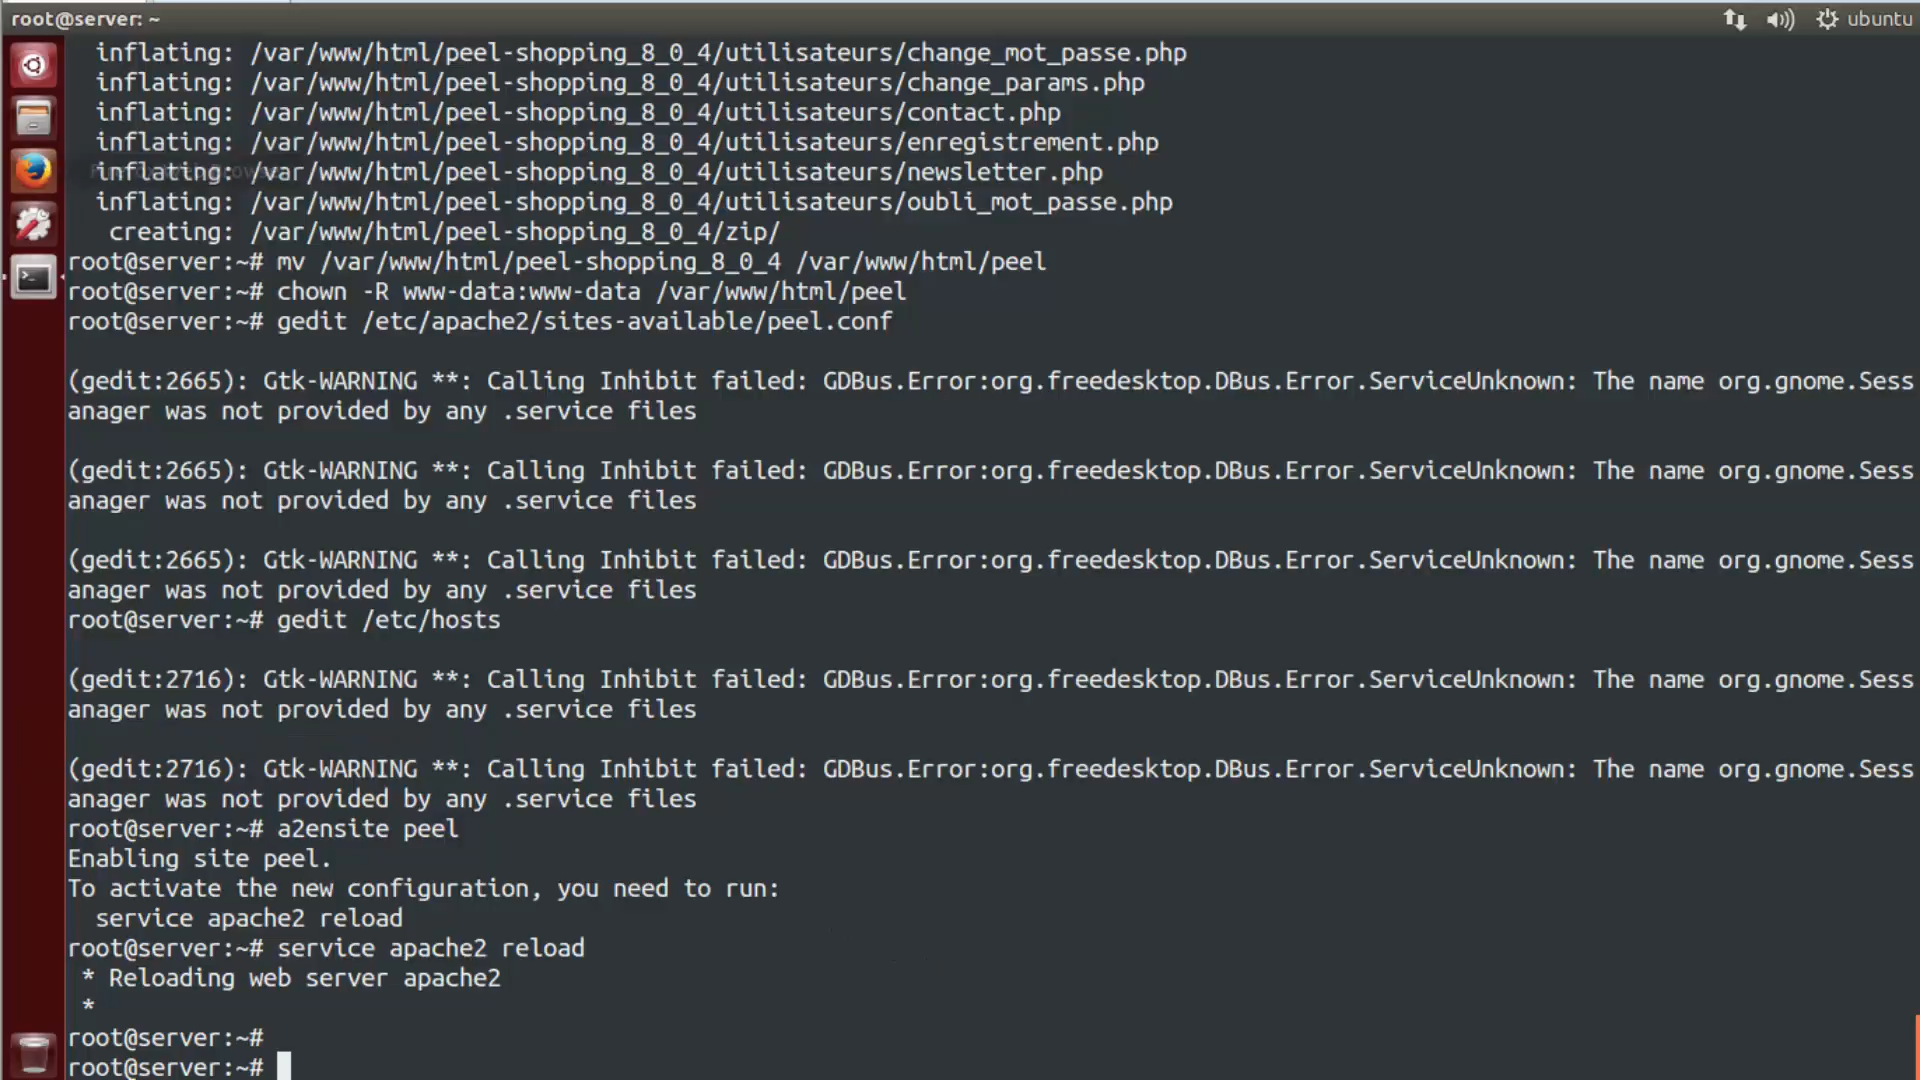 root@server: ~
ubuntu
inflating: /var/www/html/peel-shopping_8_0_4/utilisateurs/change_mot_passe.php
inflating: /var/www/html/peel-shopping_8_0_4/utilisateurs/change_params.php
inflating: /var/www/html/peel-shopping_8_0_4/utilisateurs/contact.php
inflating: /var/www/html/peel-shopping_8_0_4/utilisateurs/enregistrement.php
inflating: /var/www/html/peel-shopping_8_0_4/utilisateurs/newsletter.php
inflating: /var/www/html/peel-shopping_8_0_4/utilisateurs/oubli_mot_passe.php
creating: /var/www/html/peel-shopping_8_0_4/zip/
root@server:~# mv /var/www/html/peel-shopping_8_0_4 /var/www/html/peel
root@server:~# chown -R www-data:www-data /var/www/html/peel
root@server:~# gedit /etc/apache2/sites-available/peel.conf
(gedit:2665): Gtk-WARNING **: Calling Inhibit failed: GDBus.Error:org.freedesktop.DBus.Error.ServiceUnknown: The name org.gnome.Sess
anager was not provided by any .service files
(gedit:2665): Gtk-WARNING **: Calling Inhibit failed: GDBus.Error:org.freedesktop.DBus.Error.ServiceUnknown: The name org.gnome.Sess
anager was not provided by any .service files
(gedit:2665): Gtk-WARNING **: Calling Inhibit failed: GDBus.Error:org.freedesktop.DBus.Error.ServiceUnknown: The name org.gnome.Sess
anager was not provided by any .service files
root@server:~# gedit /etc/hosts
(gedit:2716): Gtk-WARNING **: Calling Inhibit failed: GDBus.Error:org.freedesktop.DBus.Error.ServiceUnknown: The name org.gnome.Sess
anager was not provided by any .service files
(gedit:2716): Gtk-WARNING **: Calling Inhibit failed: GDBus.Error:org.freedesktop.DBus.Error.ServiceUnknown: The name org.gnome.Sess
anager was not provided by any .service files
root@server:~# a2ensite peel
Enabling site peel.
To activate the new configuration, you need to run:
service apache2 reload
root@server:~# service apache2 reload
* Reloading web server apache2
*
root@server:~#
root@server:~#